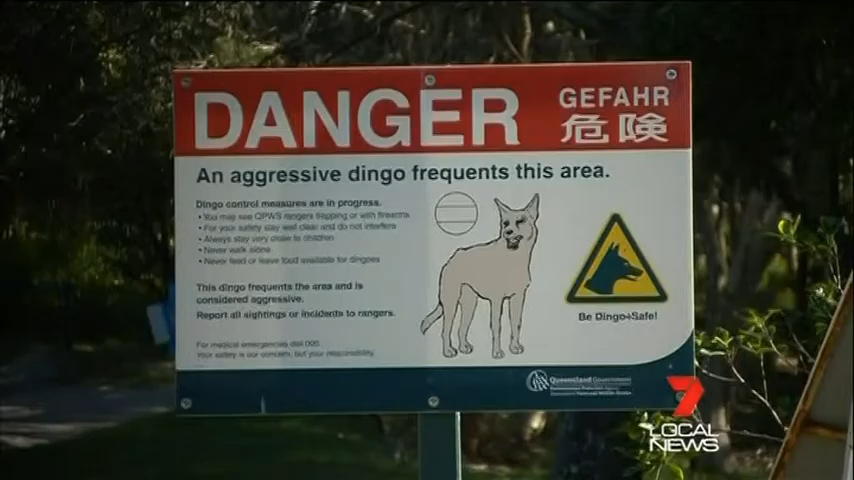 DANGER
GEFAHR
危険
An aggressive dingo frequents this area.
Dingo control measures are in progress.
• You may see QPWS rangers trapping or with firearms
• For your safety stay well clear and do not interfere
• Always stay very close to children
• Never walk alone
• Never feed or leave food available for dingoes
This dingo frequents the area and is
considered aggressive.
Report all sightings or incidents to rangers.
For medical emergencies dial 000.
Your safety is our concern, but your responsibility.
Be Dingo-Safe!
Queensland Government
7
LOCAL
NEWS